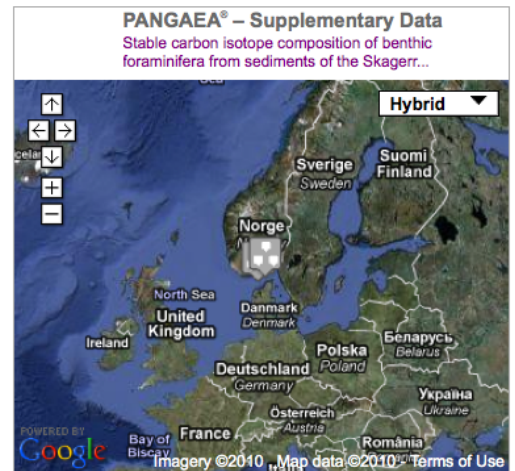 PANGAEA® – Supplementary Data
Stable carbon isotope composition of benthic
foraminifera from sediments of the Skagerr...
Hybrid
Sverige
Sweden
Suomi
Finland
Norge
North Sea
United
Kingdom
Ireland
Danmark
Denmark
Deutschland
Germany
Polska
Poland
Беларусь
Belarus
Україна
Ukraine
Österreich
Austria
France
România
Bay of
Biscay
POWERED BY
Google
Imagery ©2010 , Map data ©2010 - Terms of Use